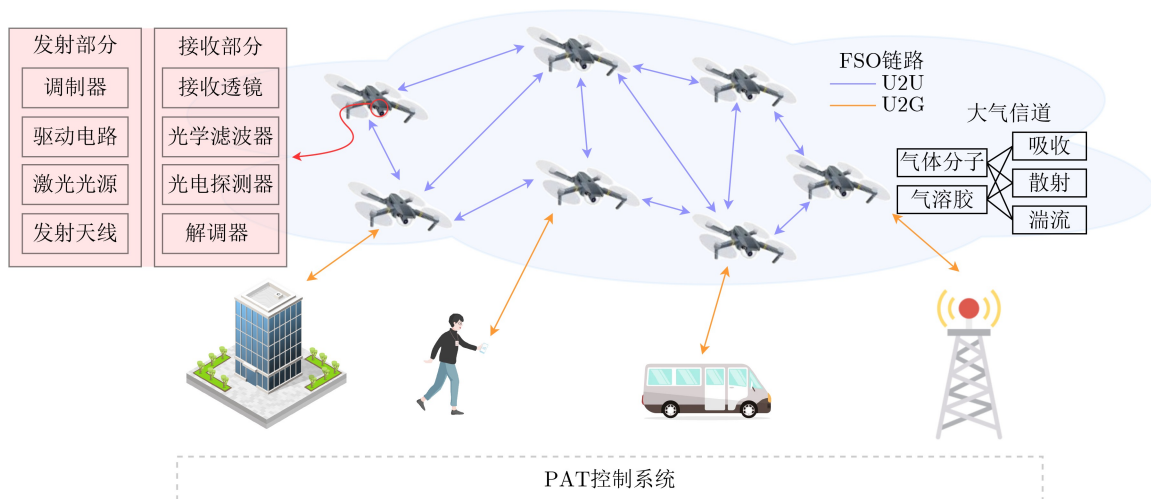 发射部分
调制器
驱动电路
激光光源
发射天线
接收部分
接收透镜
光学滤波器
光电探测器
解调器
FSO链路
U2U
U2G
大气信道
气体分子
气溶胶
吸收
散射
湍流
PAT控制系统